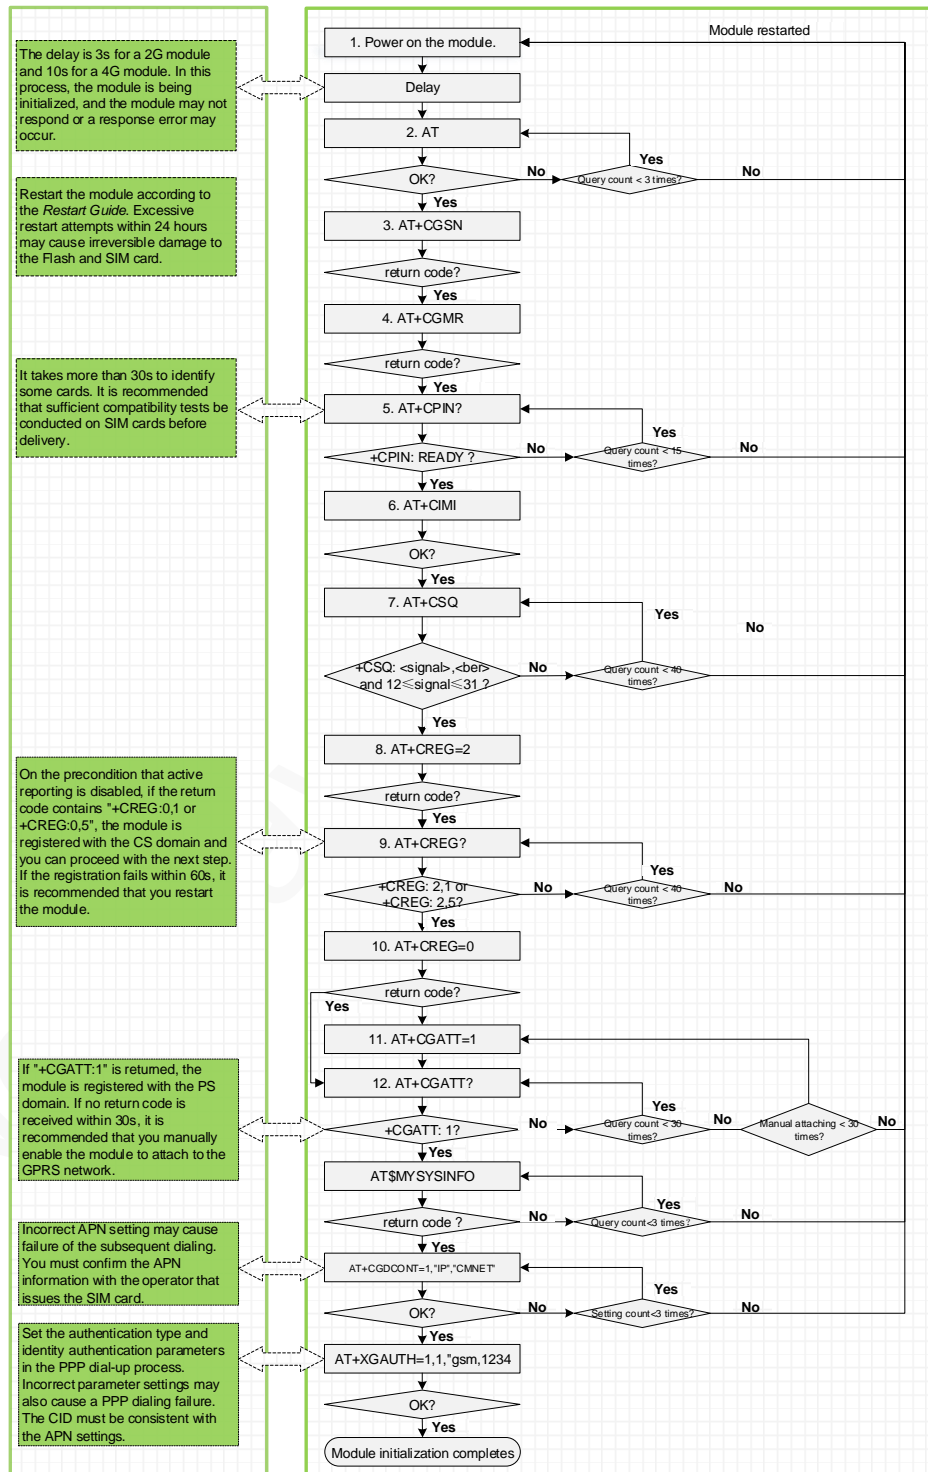 Module restarted
1. Power on the module.
The delay is 3s for a 2G module
and 10s for a 4G module. In this
process, the module is being
initialized, and the module may not
respond or a response error may
occur.
Delay
2. AT
Yes
OK?
No
Query count < 3 times?
No
Restart the module according to
the Restart Guide. Excessive
restart attempts within 24 hours
may cause irreversible damage to
the Flash and SIM card.
Yes
3. AT+CGSN
return code?
Yes
4. AT+CGMR
return code?
Yes
It takes more than 30s to identify
some cards. It is recommended
that sufficient compatibility tests be
conducted on SIM cards before
delivery.
5. AT+CPIN?
Yes
+CPIN: READY ?
No
Query count < 15
times?
No
Yes
6. AT+CIMI
OK?
Yes
7. AT+CSQ
Yes
No
+CSQ: <signal>,<ber>
and 12≤signal≤31 ?
No
Query count < 40
times?
Yes
8. AT+CREG=2
return code?
Yes
On the precondition that active
reporting is disabled, if the return
code contains "+CREG:0,1 or
+CREG:0,5", the module is
registered with the CS domain and
you can proceed with the next step.
If the registration fails within 60s, it
is recommended that you restart
the module.
9. AT+CREG?
Yes
+CREG: 2,1 or
+CREG: 2,5?
No
Query count < 40
times?
No
Yes
10. AT+CREG=0
return code?
Yes
11. AT+CGATT=1
If "+CGATT:1" is returned, the
module is registered with the PS
domain. If no return code is
received within 30s, it is
recommended that you manually
enable the module to attach to the
GPRS network.
12. AT+CGATT?
Yes
+CGATT: 1?
No
Query count < 30
times?
No
Manual attaching < 30
times?
No
Yes
AT$MYSYSINFO
Yes
return code ?
No
Query count<3 times?
No
Yes
Incorrect APN setting may cause
failure of the subsequent dialing.
You must confirm the APN
information with the operator that
issues the SIM card.
AT+CGDCONT=1,"IP","CMNET"
Yes
OK?
No
Setting count<3 times?
No
Yes
Set the authentication type and
identity authentication parameters
in the PPP dial-up process.
Incorrect parameter settings may
also cause a PPP dialing failure.
The CID must be consistent with
the APN settings.
AT+XGAUTH=1,1,"gsm,1234
OK?
Yes
Module initialization completes